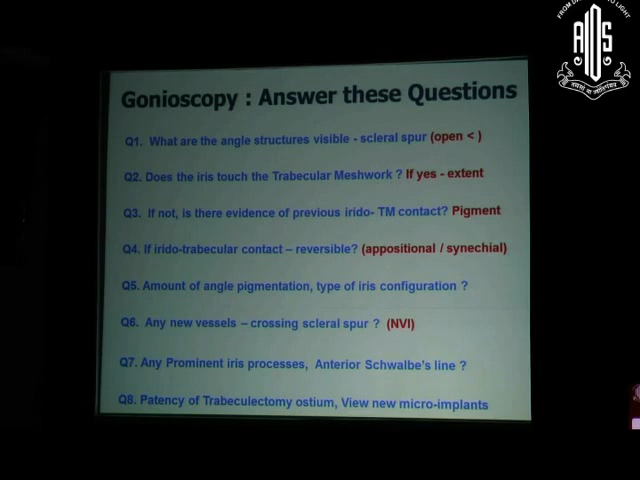 AIOS
Gonioscopy : Answer these Questions
Q1. What are the angle structures visible - scleral spur (open < )
Q2. Does the iris touch the Trabecular Meshwork ? If yes - extent
Q3. If not, is there evidence of previous irido- TM contact? Pigment
Q4. If irido-trabecular contact – reversible? (appositional / synechial)
Q5. Amount of angle pigmentation, type of iris configuration ?
Q6. Any new vessels – crossing scleral spur ? (NVI)
Q7. Any Prominent iris processes, Anterior Schwalbe's line ?
Q8. Patency of Trabeculectomy ostium, View new micro-implants